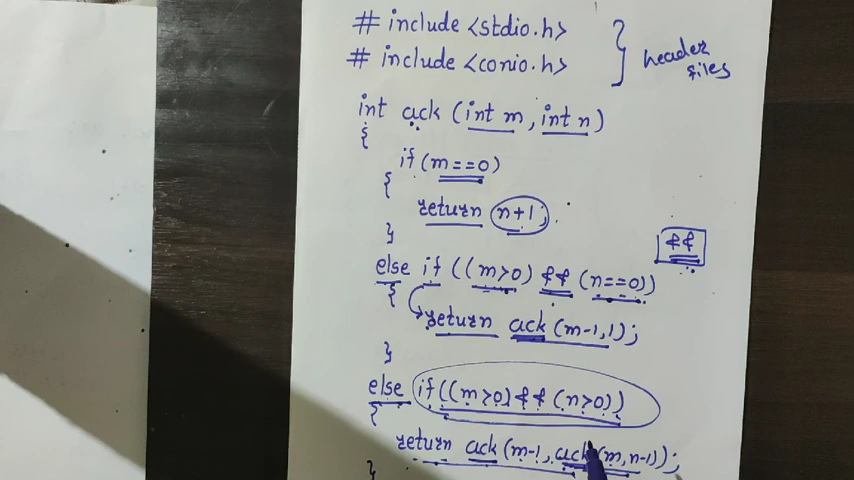 # include <stdio.h>
# include <conio.h>
header files
int ack (int m, int n)
{
if (m==0)
{
return n+1;
}
&&
else if ((m>0) && (n==0))
{
return ack (m-1,1);
}
else if((m>0)&&(n>0))
{
return ack (m-1, ack (m,n-1));
}